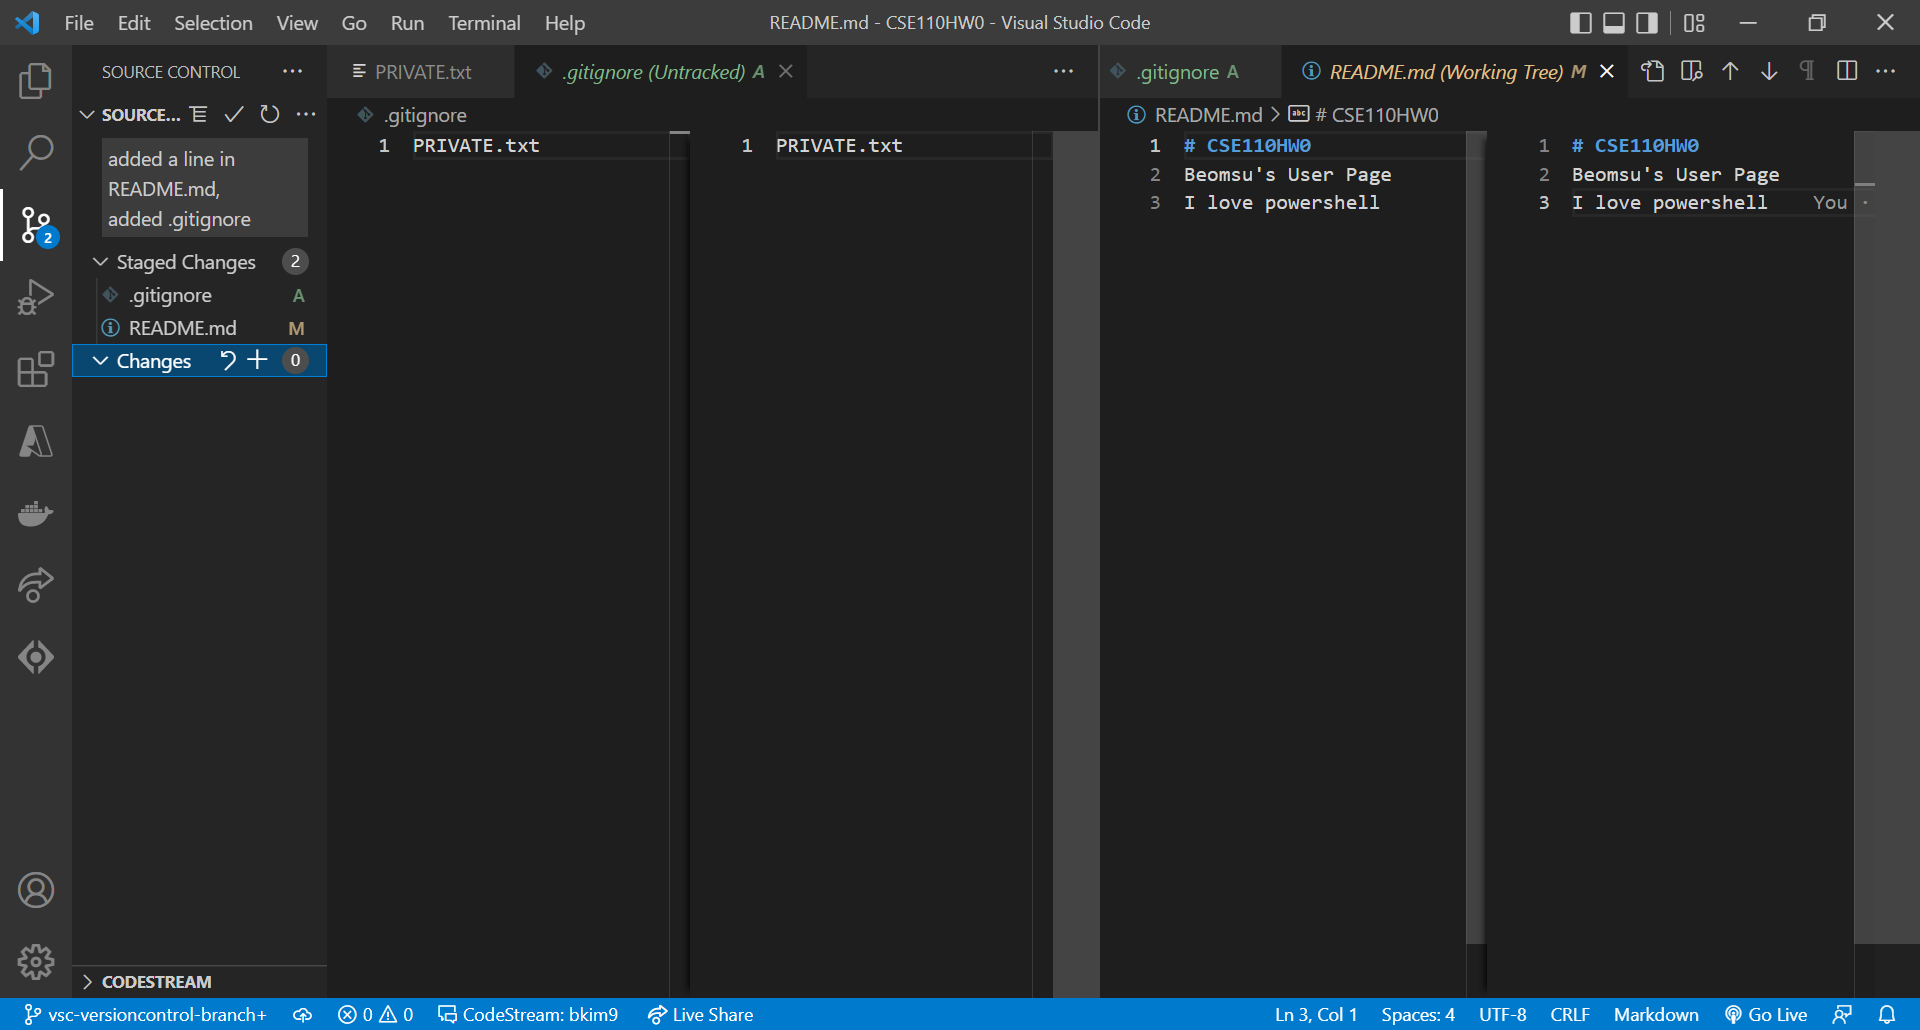 File Edit Selection View Go Run Terminal Help
README.md - CSE110HW0 - Visual Studio Code
SOURCE CONTROL
SOURCE...
added a line in
README.md,
added .gitignore
Staged Changes 2
.gitignore A
README.md M
Changes 0
2
CODESTREAM
PRIVATE.txt
.gitignore (Untracked) A
.gitignore
1 PRIVATE.txt
1 PRIVATE.txt
.gitignore A
README.md (Working Tree) M
README.md > abc # CSE110HW0
1 # CSE110HW0
2 Beomsu's User Page
3 I love powershell
1 # CSE110HW0
2 Beomsu's User Page
3 I love powershell You ·
vsc-versioncontrol-branch+ 0 0 CodeStream: bkim9 Live Share
Ln 3, Col 1 Spaces: 4 UTF-8 CRLF Markdown Go Live